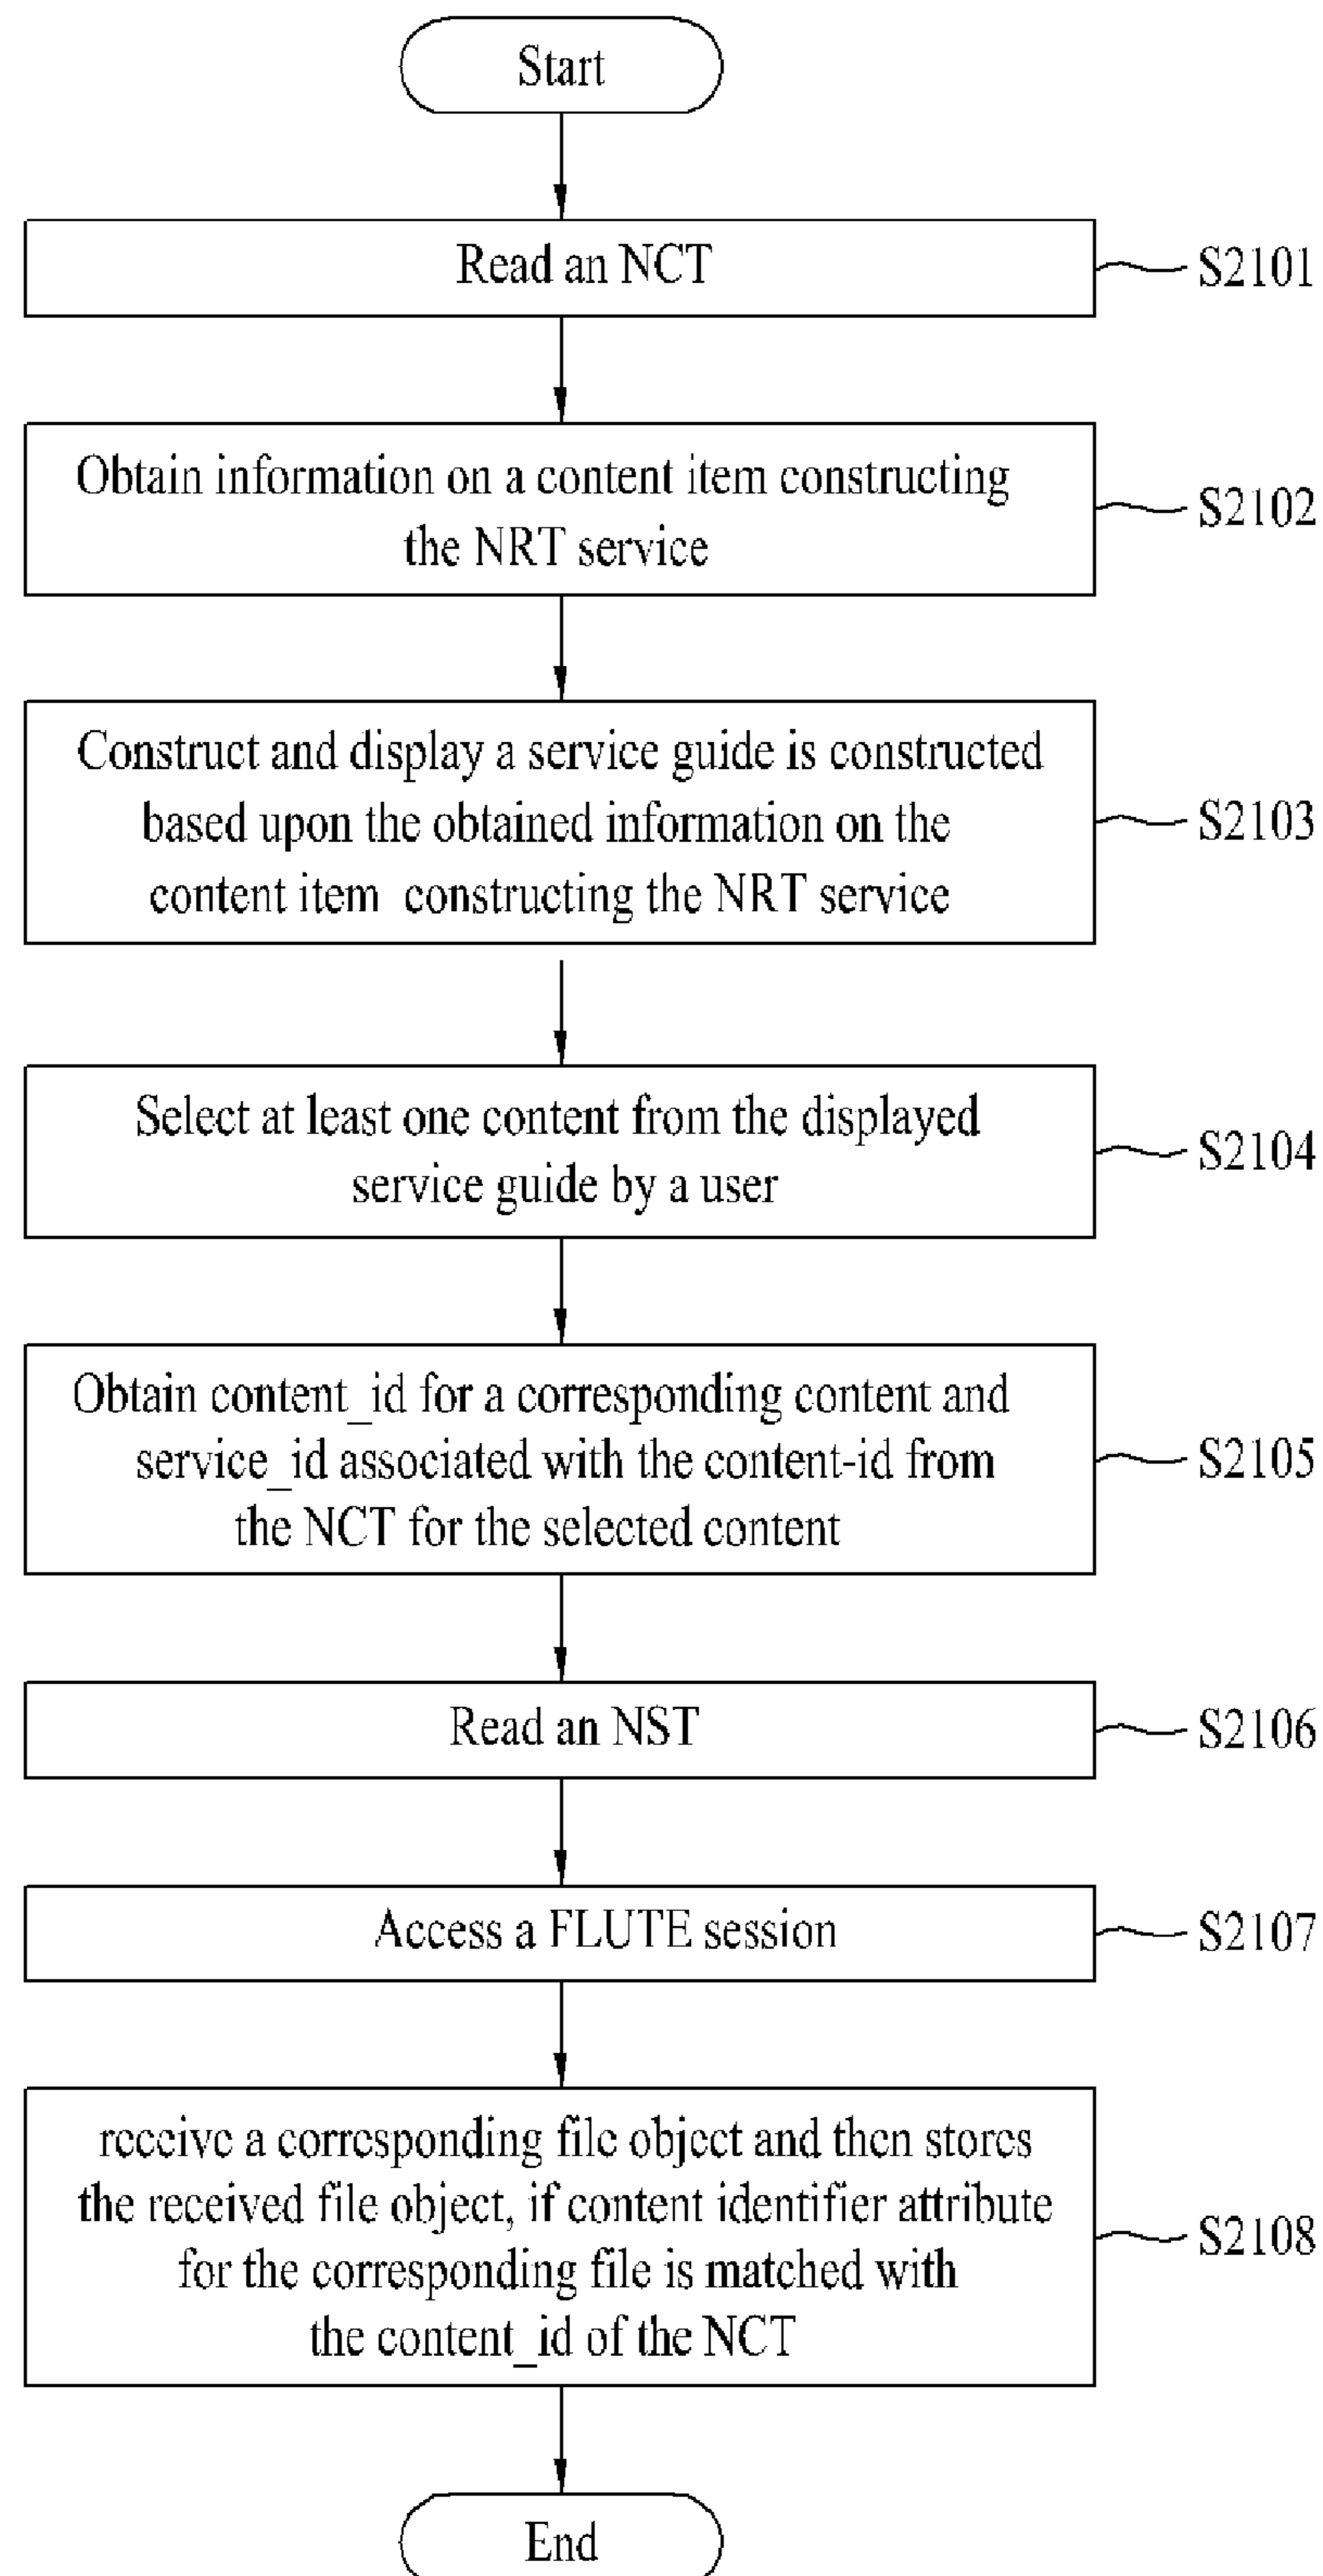 Start
Read an NCT
S2101
Obtain information on a content item constructing
the NRT service
S2102
Construct and display a service guide is constructed
based upon the obtained information on the
content item constructing the NRT service
S2103
Select at least one content from the displayed
service guide by a user
S2104
Obtain content_id for a corresponding content and
service_id associated with the content-id from
the NCT for the selected content
S2105
Read an NST
S2106
Access a FLUTE session
S2107
receive a corresponding file object and then stores
the received file object, if content identifier attribute
for the corresponding file is matched with
the content_id of the NCT
S2108
End